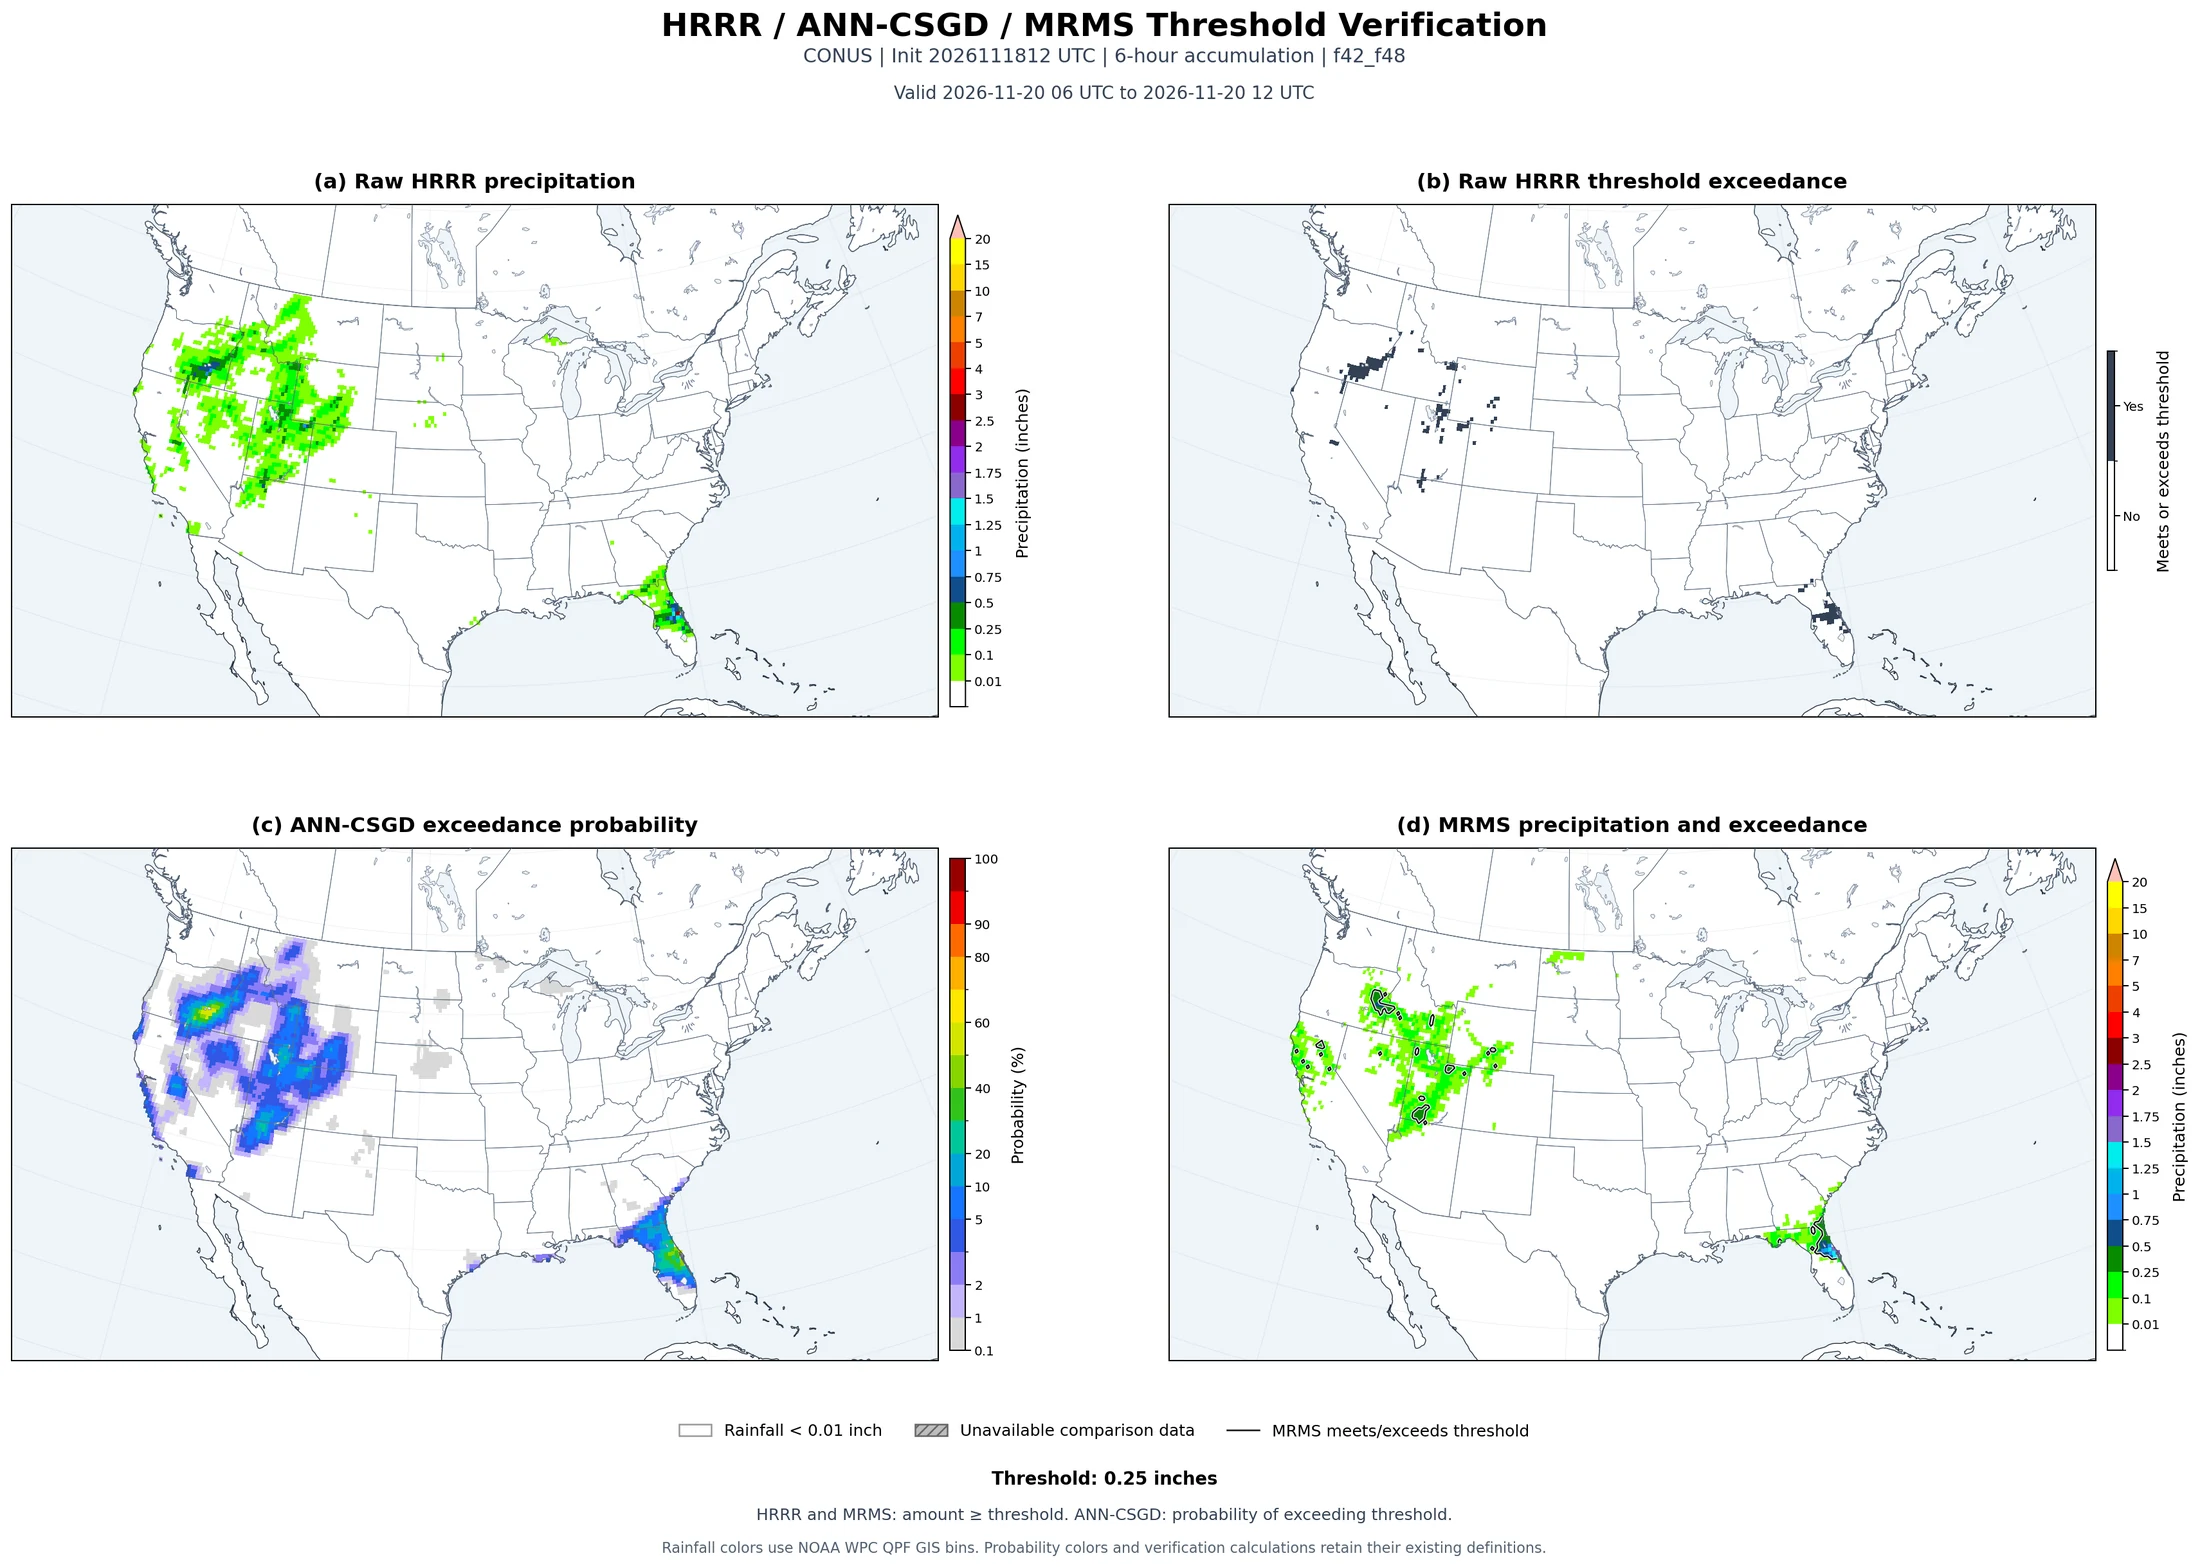 HRRR / ANN-CSGD / MRMS Threshold Verification
CONUS | Init 2026111812 UTC | 6-hour accumulation | f42_f48
Valid 2026-11-20 06 UTC to 2026-11-20 12 UTC
(a) Raw HRRR precipitation
20
15
10
7
5
4
3
2.5
2
1.75
1.5
1.25
1
0.75
0.5
0.25
0.1
0.01
Precipitation (inches)
(b) Raw HRRR threshold exceedance
Yes
No
Meets or exceeds threshold
(c) ANN-CSGD exceedance probability
100
90
80
60
40
20
10
5
2
1
0.1
Probability (%)
(d) MRMS precipitation and exceedance
20
15
10
7
5
4
3
2.5
2
1.75
1.5
1.25
1
0.75
0.5
0.25
0.1
0.01
Precipitation (inches)
Rainfall < 0.01 inch
Unavailable comparison data
MRMS meets/exceeds threshold
Threshold: 0.25 inches
HRRR and MRMS: amount ≥ threshold. ANN-CSGD: probability of exceeding threshold.
Rainfall colors use NOAA WPC QPF GIS bins. Probability colors and verification calculations retain their existing definitions.